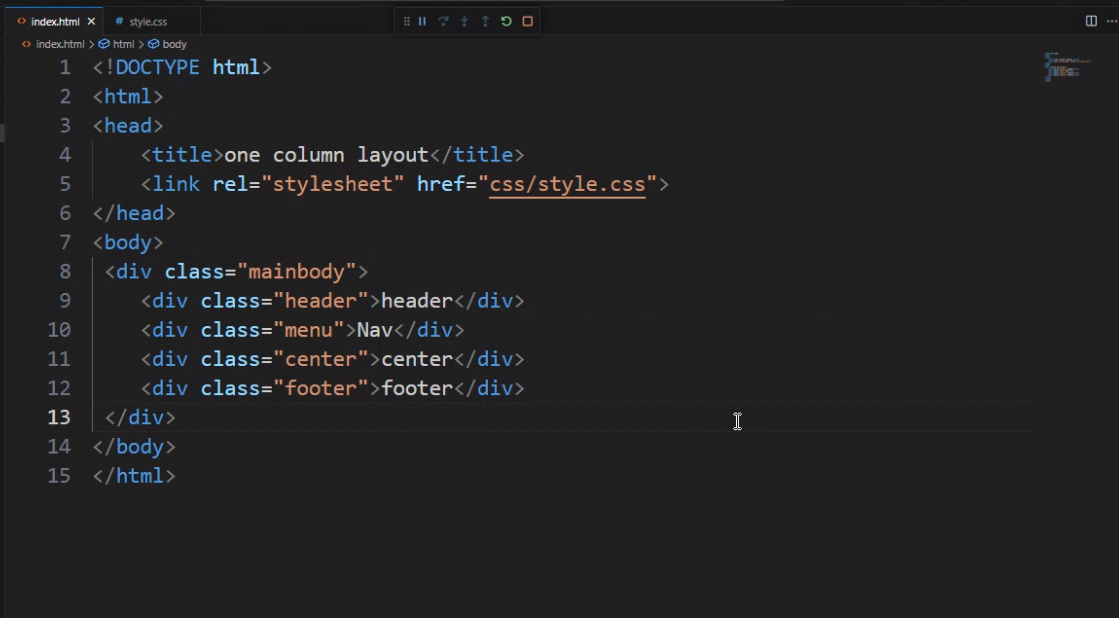 index.html style.css
index.html > html > body
1 <!DOCTYPE html>
2 <html>
3 <head>
4     <title>one column layout</title>
5     <link rel="stylesheet" href="css/style.css">
6 </head>
7 <body>
8  <div class="mainbody">
9     <div class="header">header</div>
10     <div class="menu">Nav</div>
11     <div class="center">center</div>
12     <div class="footer">footer</div>
13  </div>
14 </body>
15 </html>